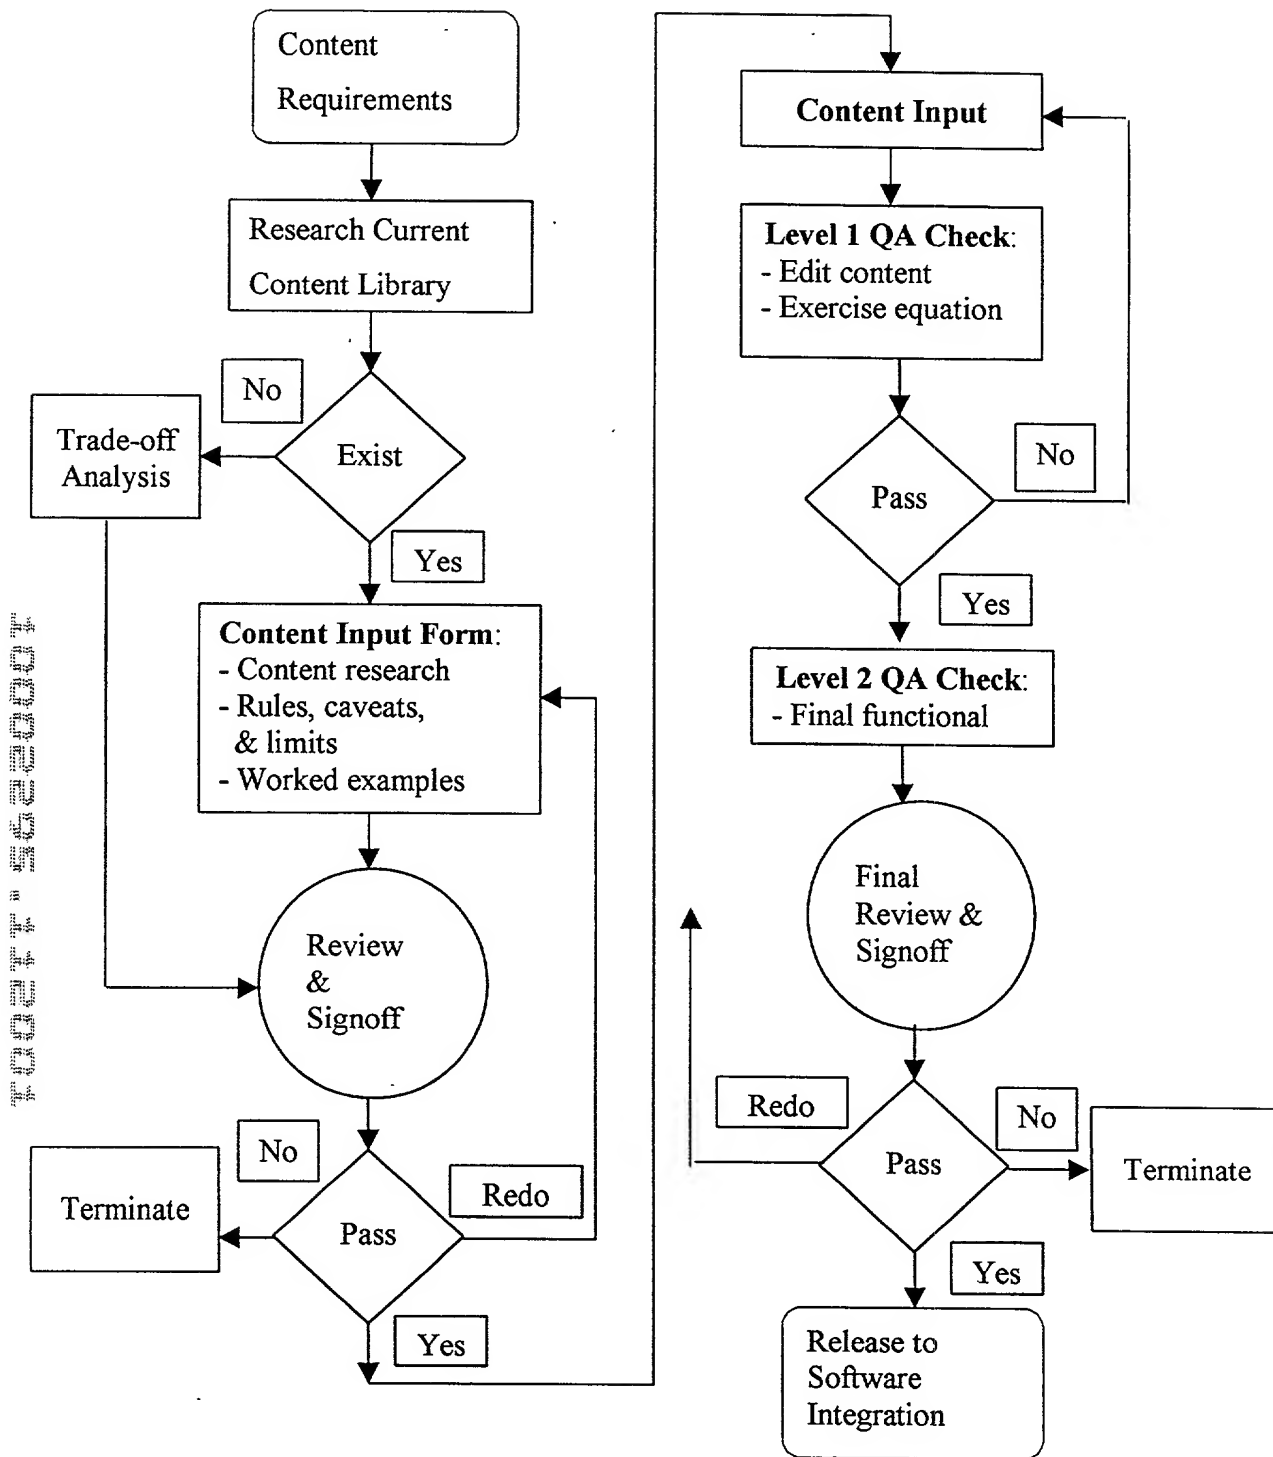 Content
Requirements
Research Current
Content Library
No
Exist
Trade-off
Analysis
Yes
Content Input Form:
- Content research
- Rules, caveats,
& limits
- Worked examples
Review
&
Signoff
No
Redo
Terminate
Pass
Yes
Content Input
Level 1 QA Check:
- Edit content
- Exercise equation
No
Pass
Yes
Level 2 QA Check:
- Final functional
Final
Review &
Signoff
Redo
No
Pass
Terminate
Yes
Release to
Software
Integration